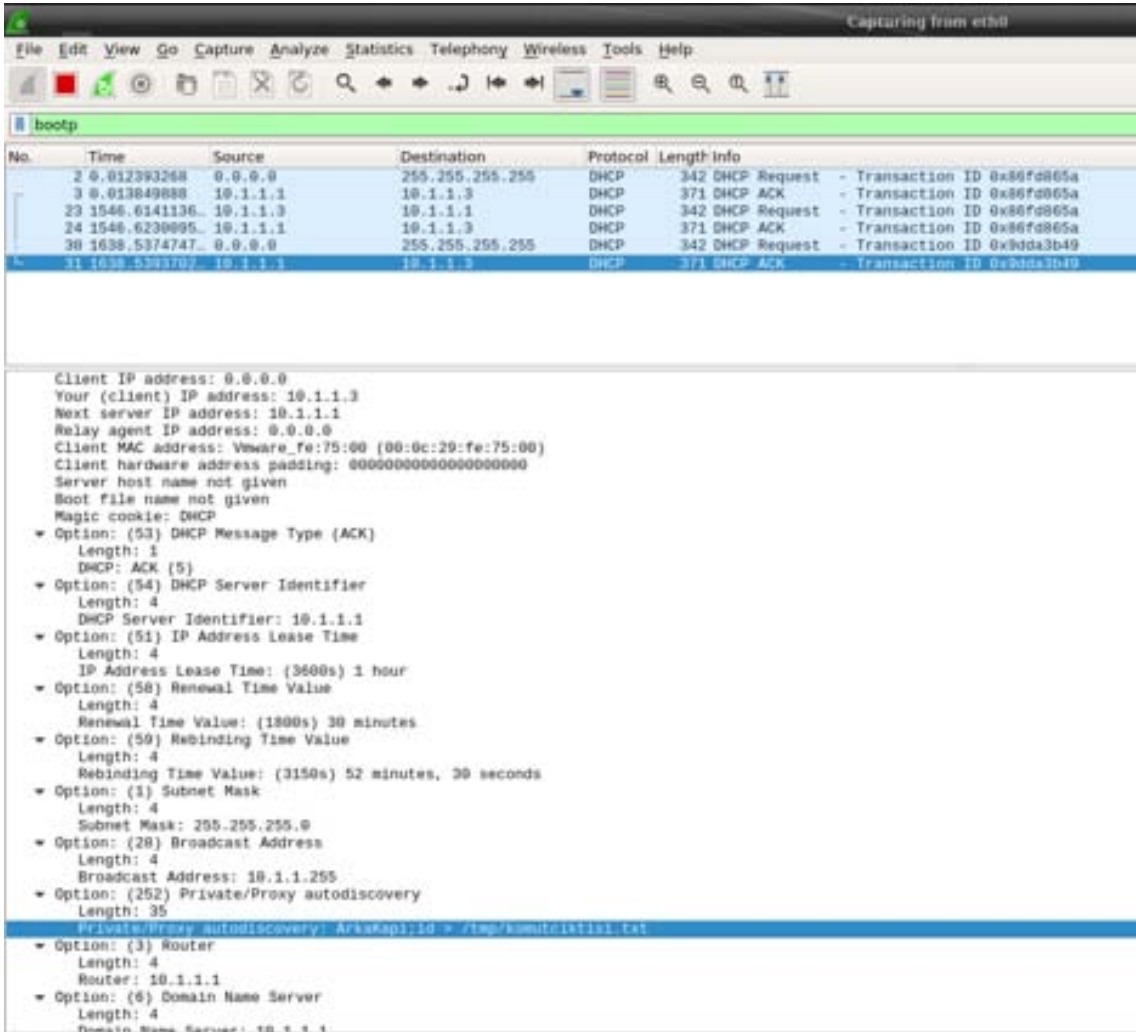 Capturing from eth0
File Edit View Go Capture Analyze Statistics Telephony Wireless Tools Help
bootp
No. Time Source Destination Protocol Length Info
2 0.012393268 0.0.0.0 255.255.255.255 DHCP 342 DHCP Request - Transaction ID 0x86fd865a
3 0.013849888 10.1.1.1 10.1.1.3 DHCP 371 DHCP ACK - Transaction ID 0x86fd865a
23 1546.6141136… 10.1.1.3 10.1.1.1 DHCP 342 DHCP Request - Transaction ID 0x86fd865a
24 1546.6230895… 10.1.1.1 10.1.1.3 DHCP 371 DHCP ACK - Transaction ID 0x86fd865a
30 1638.5374747… 0.0.0.0 255.255.255.255 DHCP 342 DHCP Request - Transaction ID 0x9dda3b49
31 1638.5393702… 10.1.1.1 10.1.1.3 DHCP 371 DHCP ACK - Transaction ID 0x9dda3b49
Client IP address: 0.0.0.0
Your (client) IP address: 10.1.1.3
Next server IP address: 10.1.1.1
Relay agent IP address: 0.0.0.0
Client MAC address: Vmware_fe:75:00 (00:0c:29:fe:75:00)
Client hardware address padding: 00000000000000000000
Server host name not given
Boot file name not given
Magic cookie: DHCP
Option: (53) DHCP Message Type (ACK)
Length: 1
DHCP: ACK (5)
Option: (54) DHCP Server Identifier
Length: 4
DHCP Server Identifier: 10.1.1.1
Option: (51) IP Address Lease Time
Length: 4
IP Address Lease Time: (3600s) 1 hour
Option: (58) Renewal Time Value
Length: 4
Renewal Time Value: (1800s) 30 minutes
Option: (59) Rebinding Time Value
Length: 4
Rebinding Time Value: (3150s) 52 minutes, 30 seconds
Option: (1) Subnet Mask
Length: 4
Subnet Mask: 255.255.255.0
Option: (28) Broadcast Address
Length: 4
Broadcast Address: 10.1.1.255
Option: (252) Private/Proxy autodiscovery
Length: 35
Private/Proxy autodiscovery: ArkaKapi;id > /tmp/komutciktisi.txt
Option: (3) Router
Length: 4
Router: 10.1.1.1
Option: (6) Domain Name Server
Length: 4
Domain Name Server: 10.1.1.1